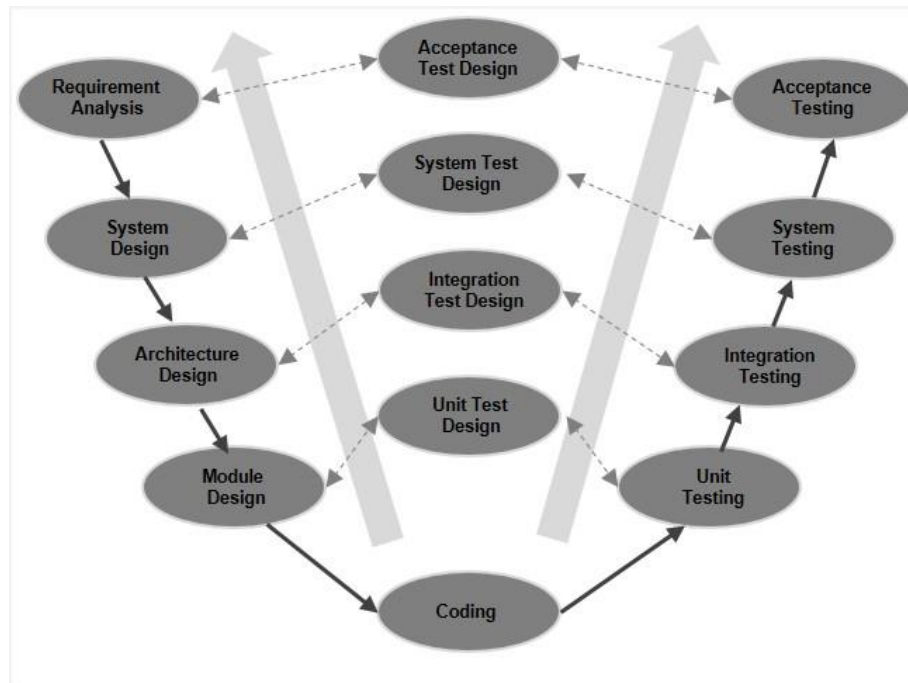 Acceptance
Test Design
Requirement
Analysis
Acceptance
Testing
System Test
Design
System
Design
System
Testing
Integration
Test Design
Architecture
Design
Integration
Testing
Unit Test
Design
Module
Design
Unit
Testing
Coding